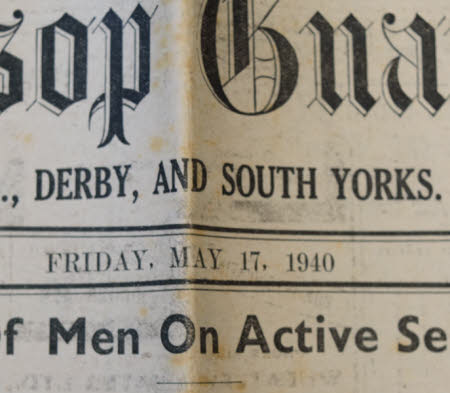 sop Gua
., DERBY, AND SOUTH YORKS.
FRIDAY, MAY 17, 1940
f Men On Active Se